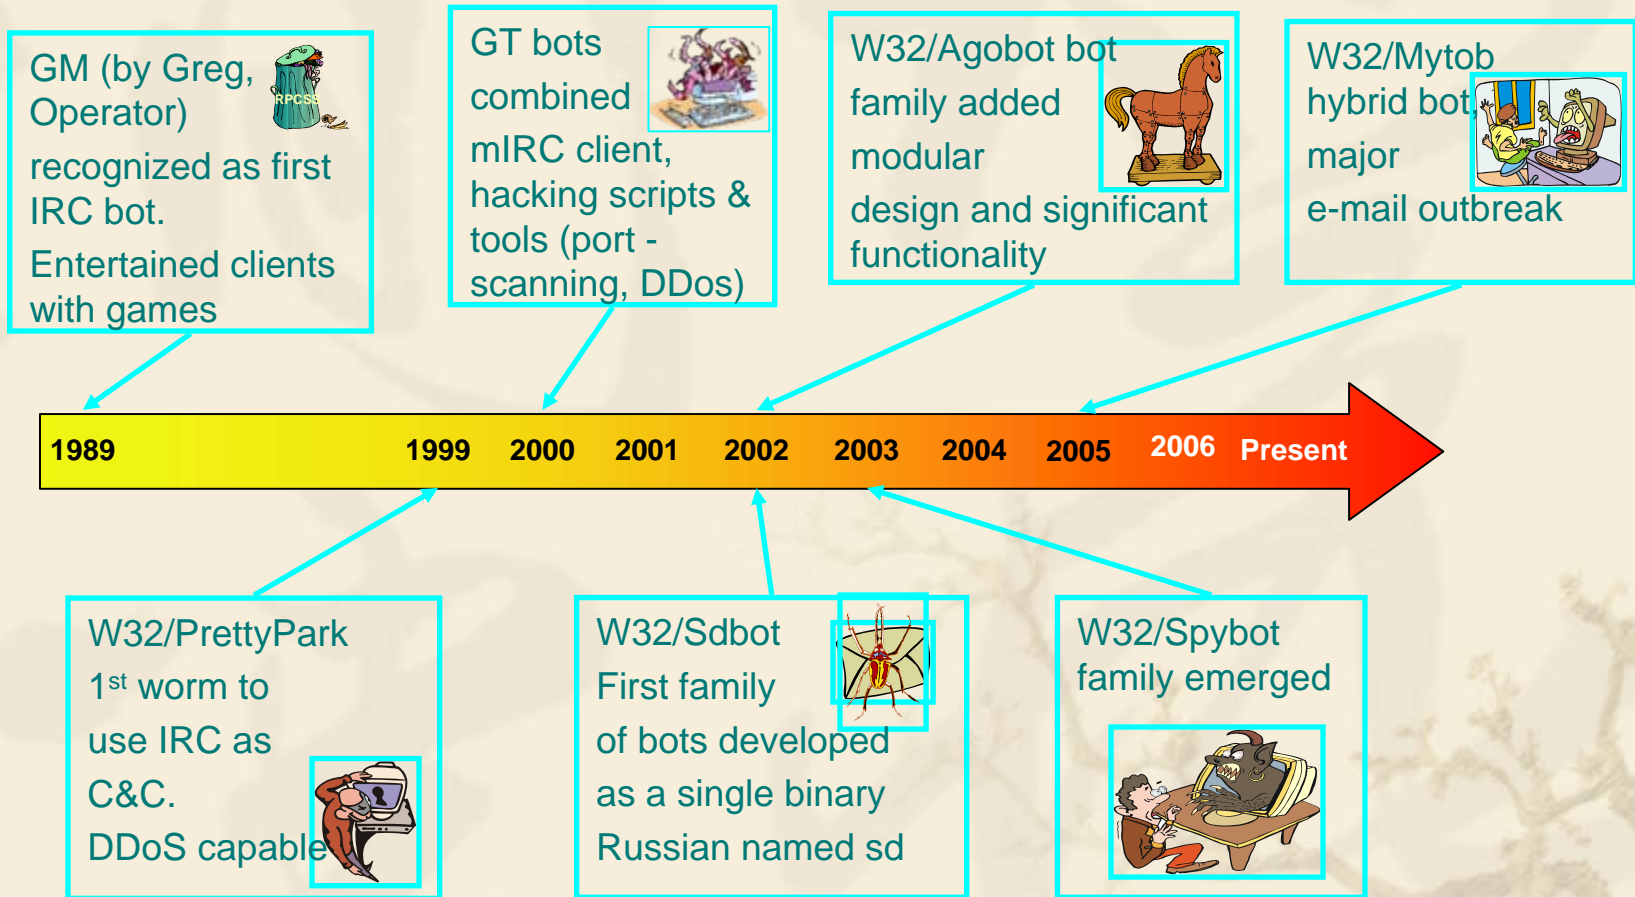 GM (by Greg,
Operator)
recognized as first
IRC bot.
Entertained clients
with games
RPCSS
GT bots
combined
mIRC client,
hacking scripts &
tools (port -
scanning, DDos)
W32/Agobot bot
family added
modular
design and significant
functionality
W32/Mytob
hybrid bot,
major
e-mail outbreak
1989 1999 2000 2001 2002 2003 2004 2005 2006 Present
W32/PrettyPark
1st worm to
use IRC as
C&C.
DDoS capable
W32/Sdbot
First family
of bots developed
as a single binary
Russian named sd
W32/Spybot
family emerged